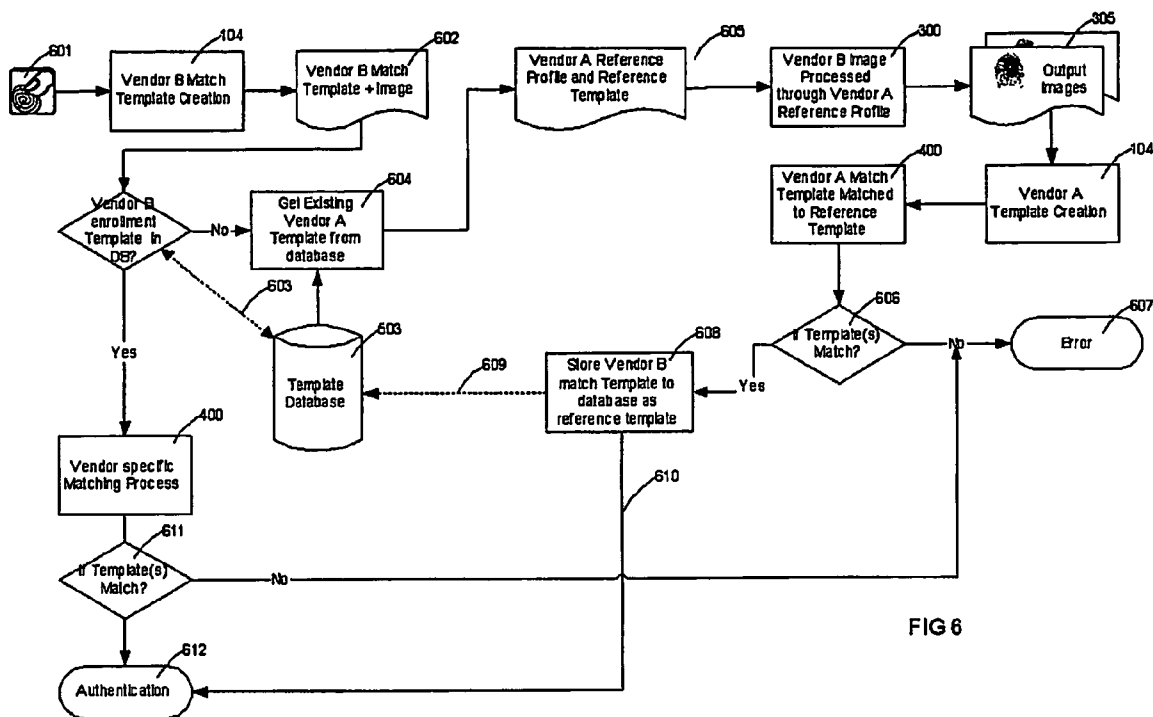 601
104
Vendor B Match
Template Creation
602
Vendor B Match
Template + Image
605
Vendor A Reference
Profile and Reference
Template
300
Vendor B Image
Processed
through Vendor A
Reference Profile
305
Output
Images
Vendor B
enrollment
Template in
DB?
No
604
Get Existing
Vendor A
Template from
database
400
Vendor A Match
Template Matched
to Reference
Template
104
Vendor A
Template Creation
603
503
Template
Database
Yes
609
608
Store Vendor B
match Template to
database as
reference template
Yes
606
If Template(s)
Match?
No
607
Error
400
Vendor specific
Matching Process
610
611
If Template(s)
Match?
No
FIG 6
612
Authentication